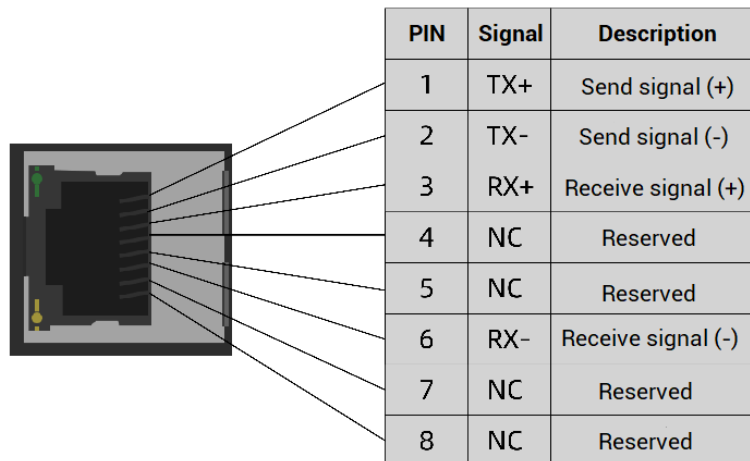 PIN Signal Description
1 TX+ Send signal (+)
2 TX- Send signal (-)
3 RX+ Receive signal (+)
4 NC Reserved
5 NC Reserved
6 RX- Receive signal (-)
7 NC Reserved
8 NC Reserved